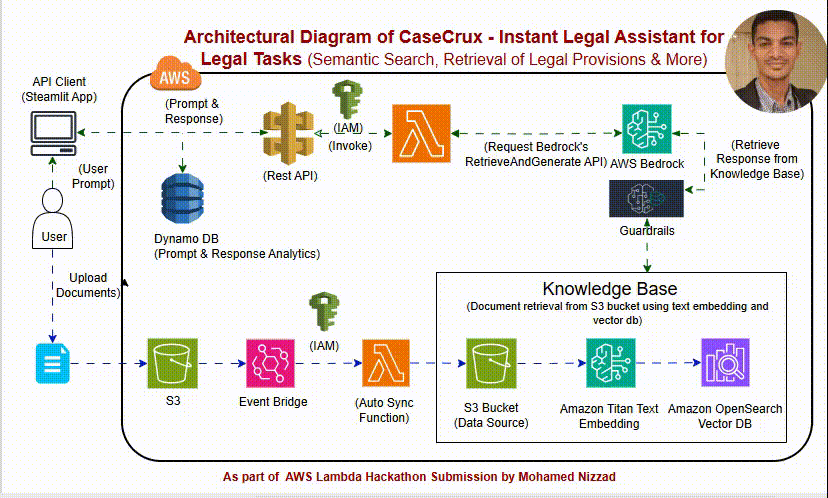 Architectural Diagram of CaseCrux - Instant Legal Assistant for
Legal Tasks (Semantic Search, Retrieval of Legal Provisions & More)
AWS
API Client
(Steamlit App)
(Prompt &
Response)
(IAM)
(Invoke)
(Rest API)
(Request Bedrock's
RetrieveAndGenerate API)
AWS Bedrock
(Retrieve
Response from
Knowledge Base)
(User
Prompt)
User
Dynamo DB
(Prompt & Response Analytics)
Guardrails
Upload
Documents)
Knowledge Base
(Document retrieval from S3 bucket using text embedding and
vector db)
(IAM)
S3
Event Bridge
(Auto Sync
Function)
S3 Bucket
(Data Source)
Amazon Titan Text
Embedding
Amazon OpenSearch
Vector DB
As part of AWS Lambda Hackathon Submission by Mohamed Nizzad